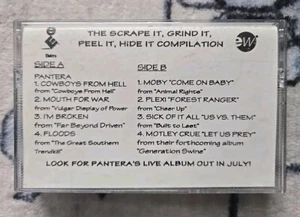 THE SCRAPE IT, GRIND IT,
PEEL IT, HIDE IT COMPILATION
Elektra
ewi
SIDE A
PANTERA
1. COWBOYS FROM HELL
from "Cowboys From Hell"
2. MOUTH FOR WAR
from "Vulgar Display of Power"
3. I'M BROKEN
from "Far Beyond Driven"
4. FLOODS
from "The Great Southern
Trendkill"
SIDE B
1. MOBY "COME ON BABY"
from "Animal Rights"
2. PLEXI "FOREST RANGER"
from "Cheer Up"
3. SICK OF IT ALL "US VS. THEM"
from "Built to Last"
4. MOTLEY CRUE "LET US PREY"
from their forthcoming album
"Generation Swine"
LOOK FOR PANTERA'S LIVE ALBUM OUT IN JULY!